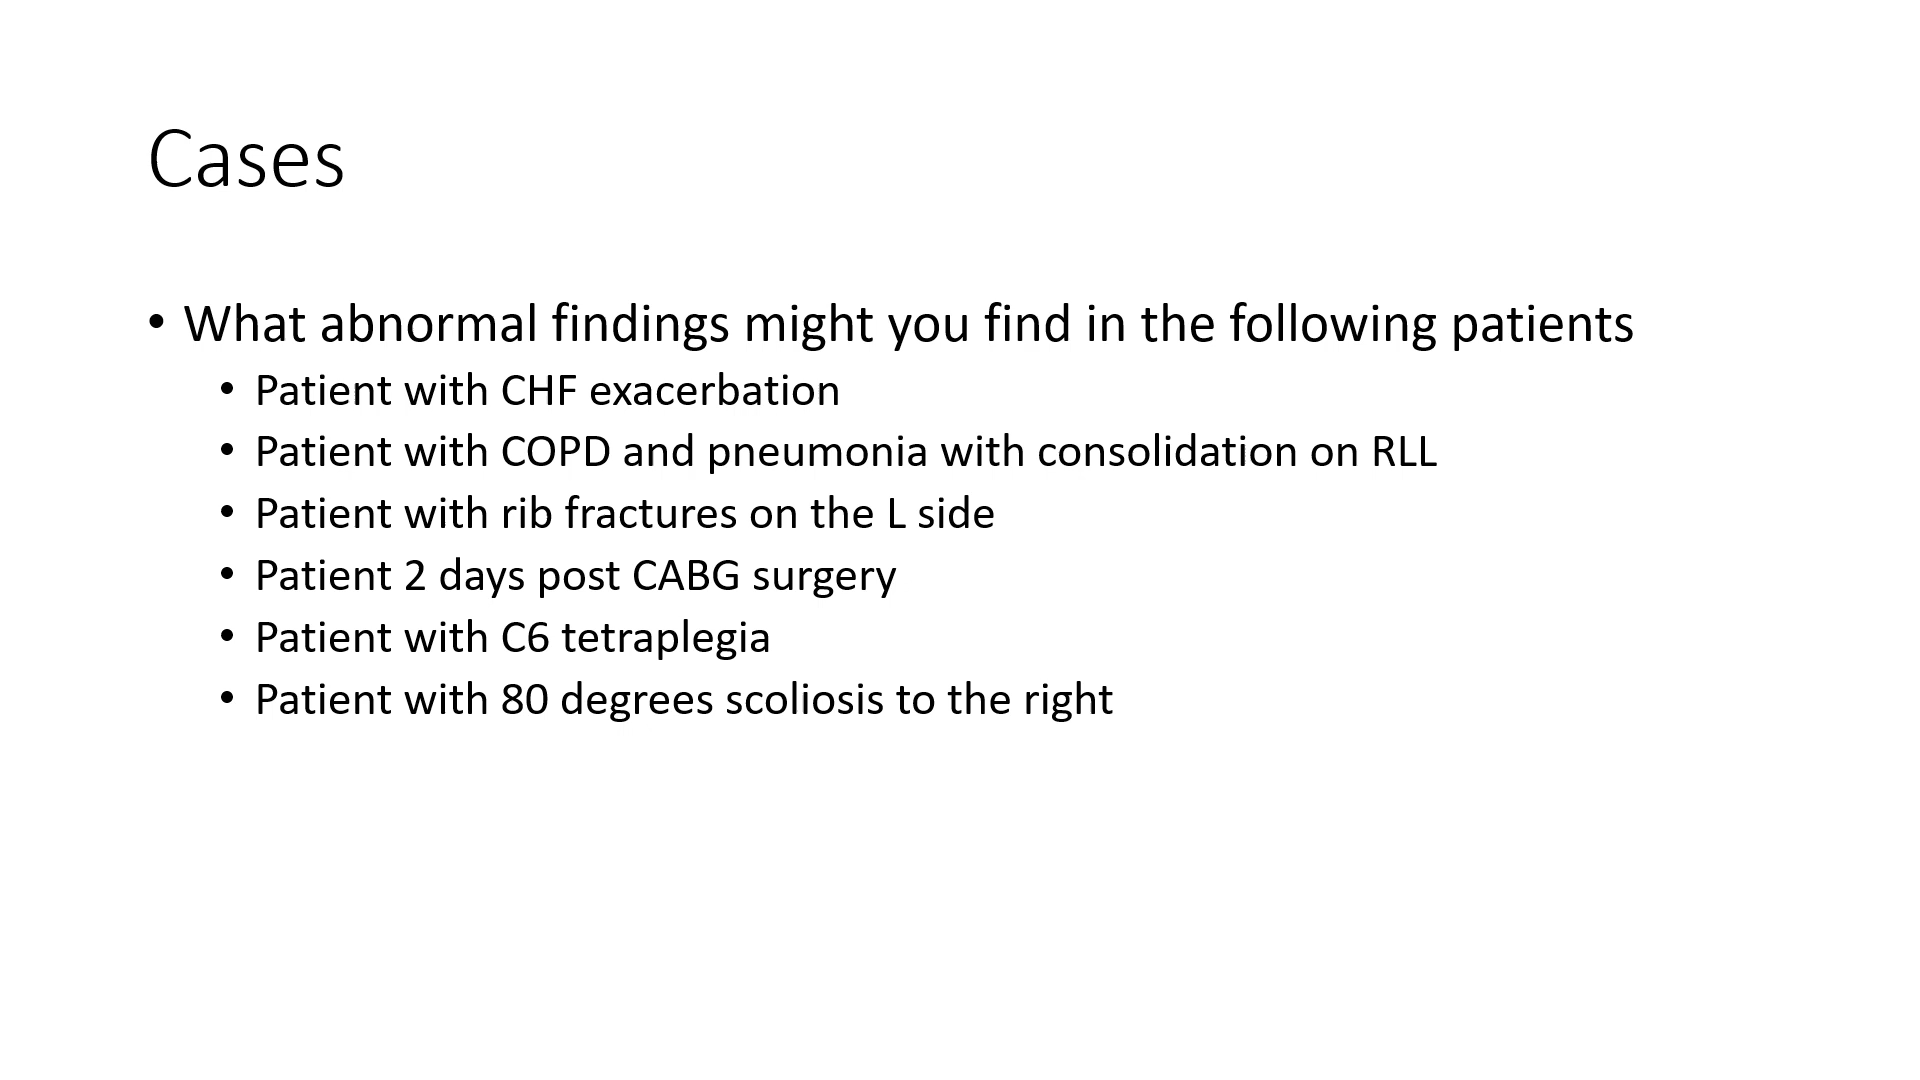 Cases
• What abnormal findings might you find in the following patients
• Patient with CHF exacerbation
• Patient with COPD and pneumonia with consolidation on RLL
• Patient with rib fractures on the L side
• Patient 2 days post CABG surgery
• Patient with C6 tetraplegia
• Patient with 80 degrees scoliosis to the right